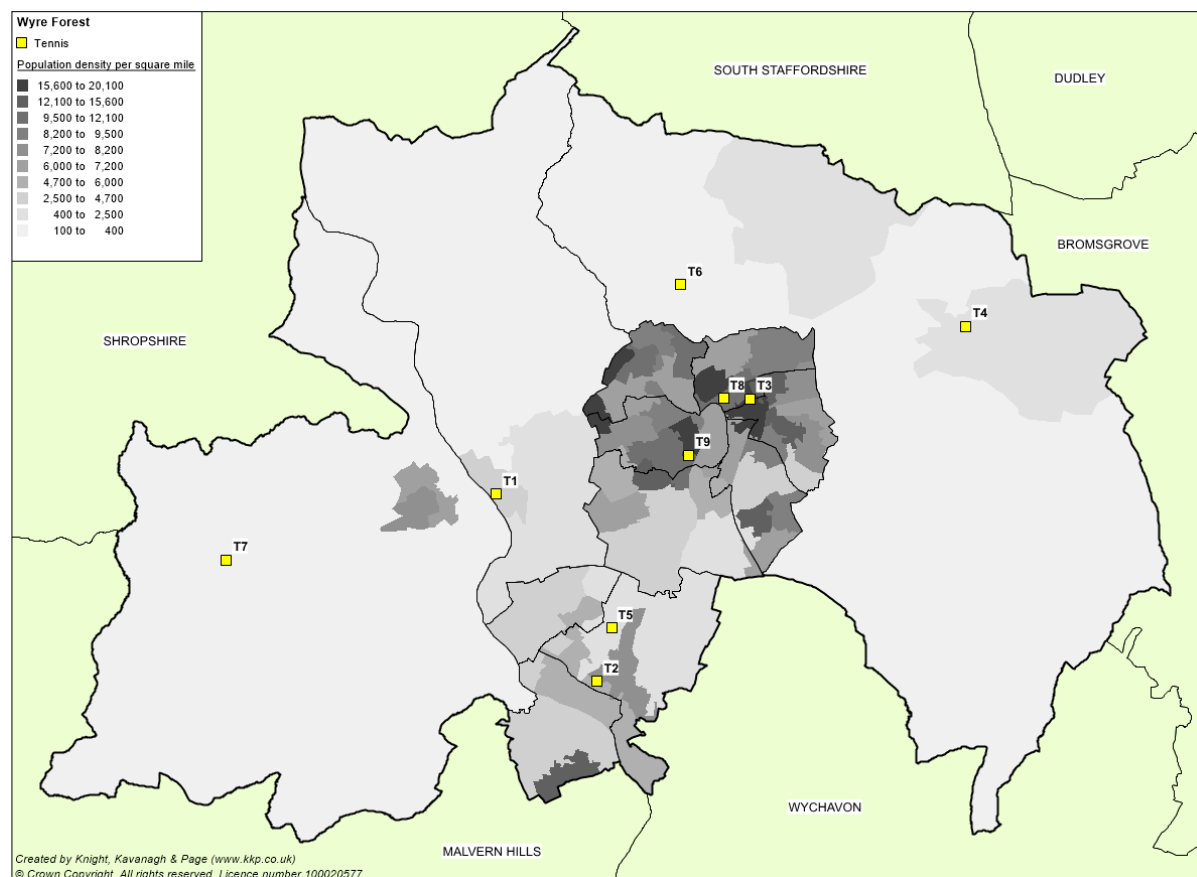 Wyre Forest
Tennis
Population density per square mile
15,600 to 20,100
12,100 to 15,600
9,500 to 12,100
8,200 to 9,500
7,200 to 8,200
6,000 to 7,200
4,700 to 6,000
2,500 to 4,700
400 to 2,500
100 to 400
SOUTH STAFFORDSHIRE
DUDLEY
BROMSGROVE
T6
T4
SHROPSHIRE
T8
T3
T9
T1
T7
T5
T2
WYCHAVON
MALVERN HILLS
Created by Knight, Kavanagh & Page (www.kkp.co.uk)
© Crown Copyright. All rights reserved. Licence number 100020577